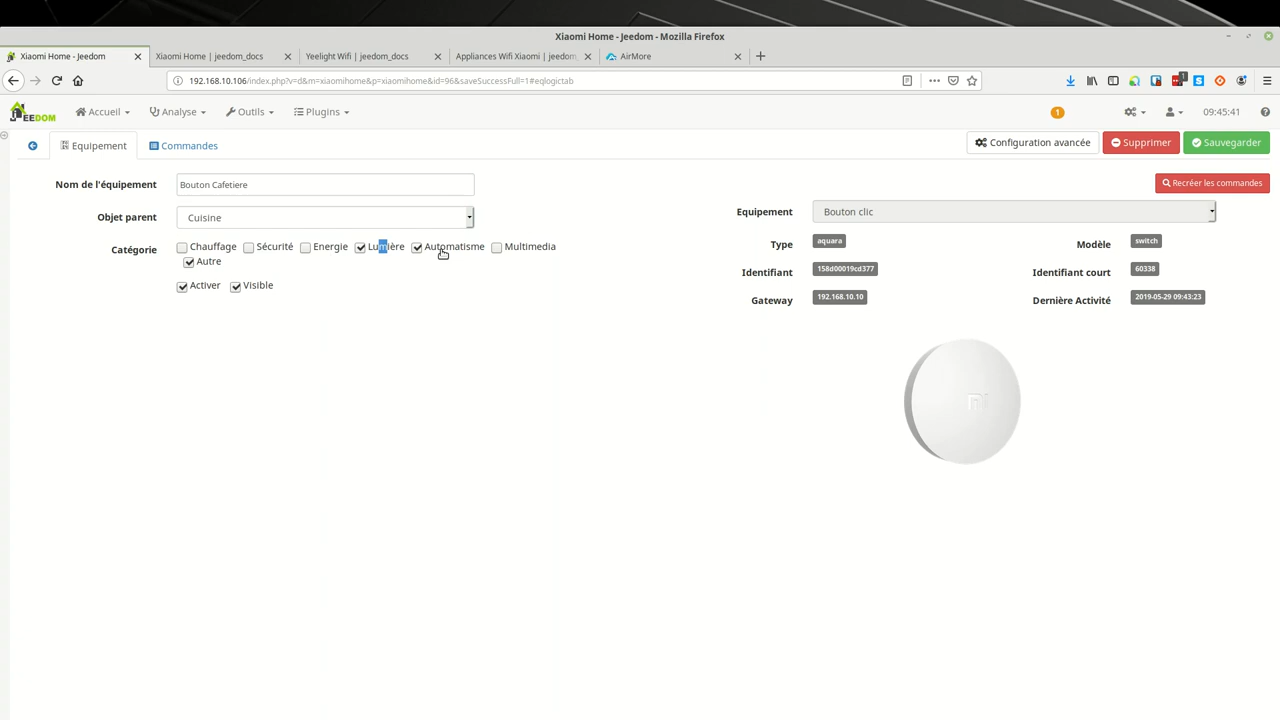 Xiaomi Home - Jeedom - Mozilla Firefox
Xiaomi Home - Jeedom
Xiaomi Home | jeedom_docs
Yeelight Wifi | jeedom_docs
Appliances Wifi Xiaomi | jeedom
AirMore
192.168.10.106/index.php?v=d&m=xiaomihome&p=xiaomihome&id=96&saveSuccessFull=1#eqlogictab
1
JEEDOM Accueil Analyse Outils Plugins 1 09:45:41
Equipement Commandes Configuration avancée Supprimer Sauvegarder
Recréer les commandes
Nom de l'équipement Bouton Cafetiere
Objet parent Cuisine
Catégorie Chauffage Sécurité Energie Lumière Automatisme Multimedia
Autre
Activer Visible
Equipement Bouton clic
Type aquara Modèle switch
Identifiant 158d00019cd377 Identifiant court 60338
Gateway 192.168.10.10 Dernière Activité 2019-05-29 09:43:23